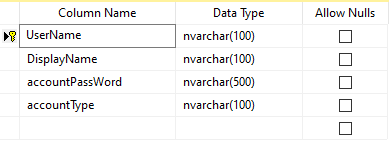 Column Name Data Type Allow Nulls
UserName nvarchar(100)
DisplayName nvarchar(100)
accountPassWord nvarchar(500)
accountType nvarchar(100)